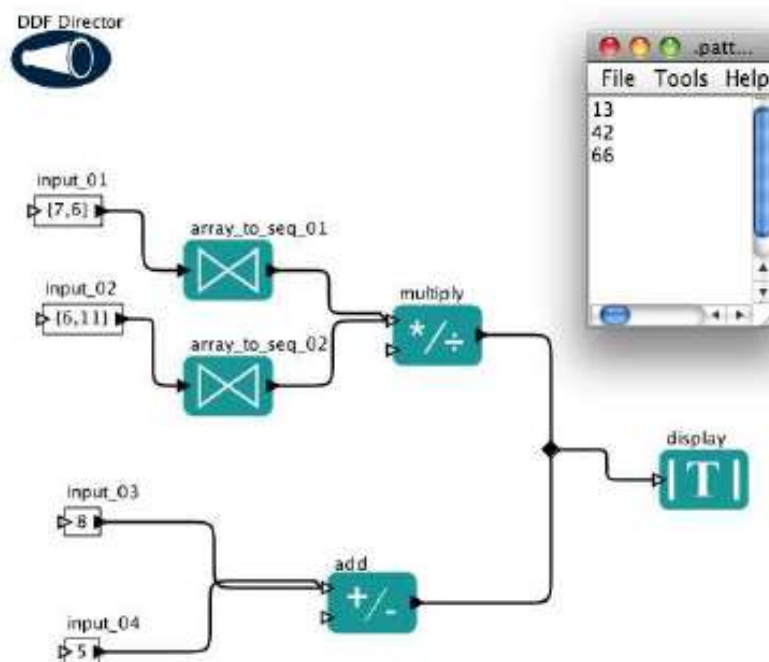 DDF Director
.patt...
File Tools Help
13
42
66
input_01
{7,6}
array_to_seq_01
input_02
{6,11}
array_to_seq_02
multiply
*/÷
display
T
input_03
8
add
+/-
input_04
5